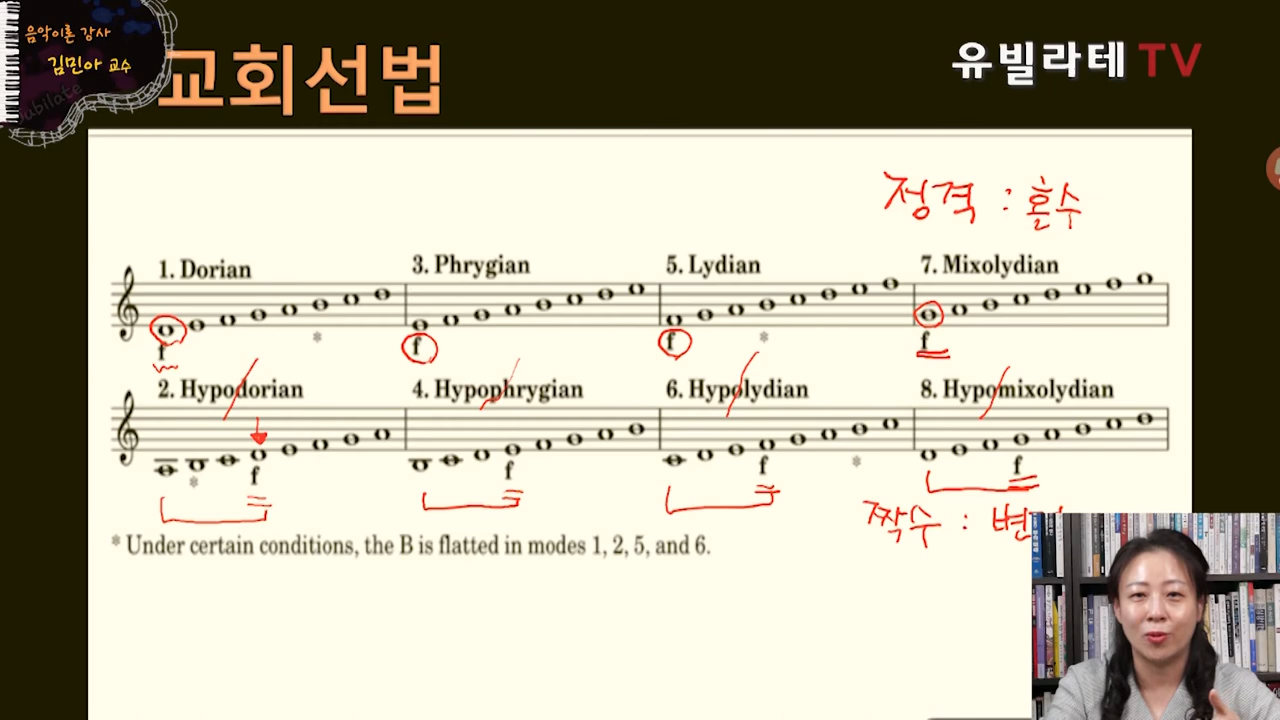 음악이론 강사
김민아 교수
Jubilate
교회선법
유빌라테 TV
정격 : 홀수
1. Dorian
3. Phrygian
5. Lydian
7. Mixolydian
f
f
f
f
2. Hypodorian
4. Hypophrygian
6. Hypolydian
8. Hypomixolydian
f
f
f
f
짝수 : 변
* Under certain conditions, the B is flatted in modes 1, 2, 5, and 6.